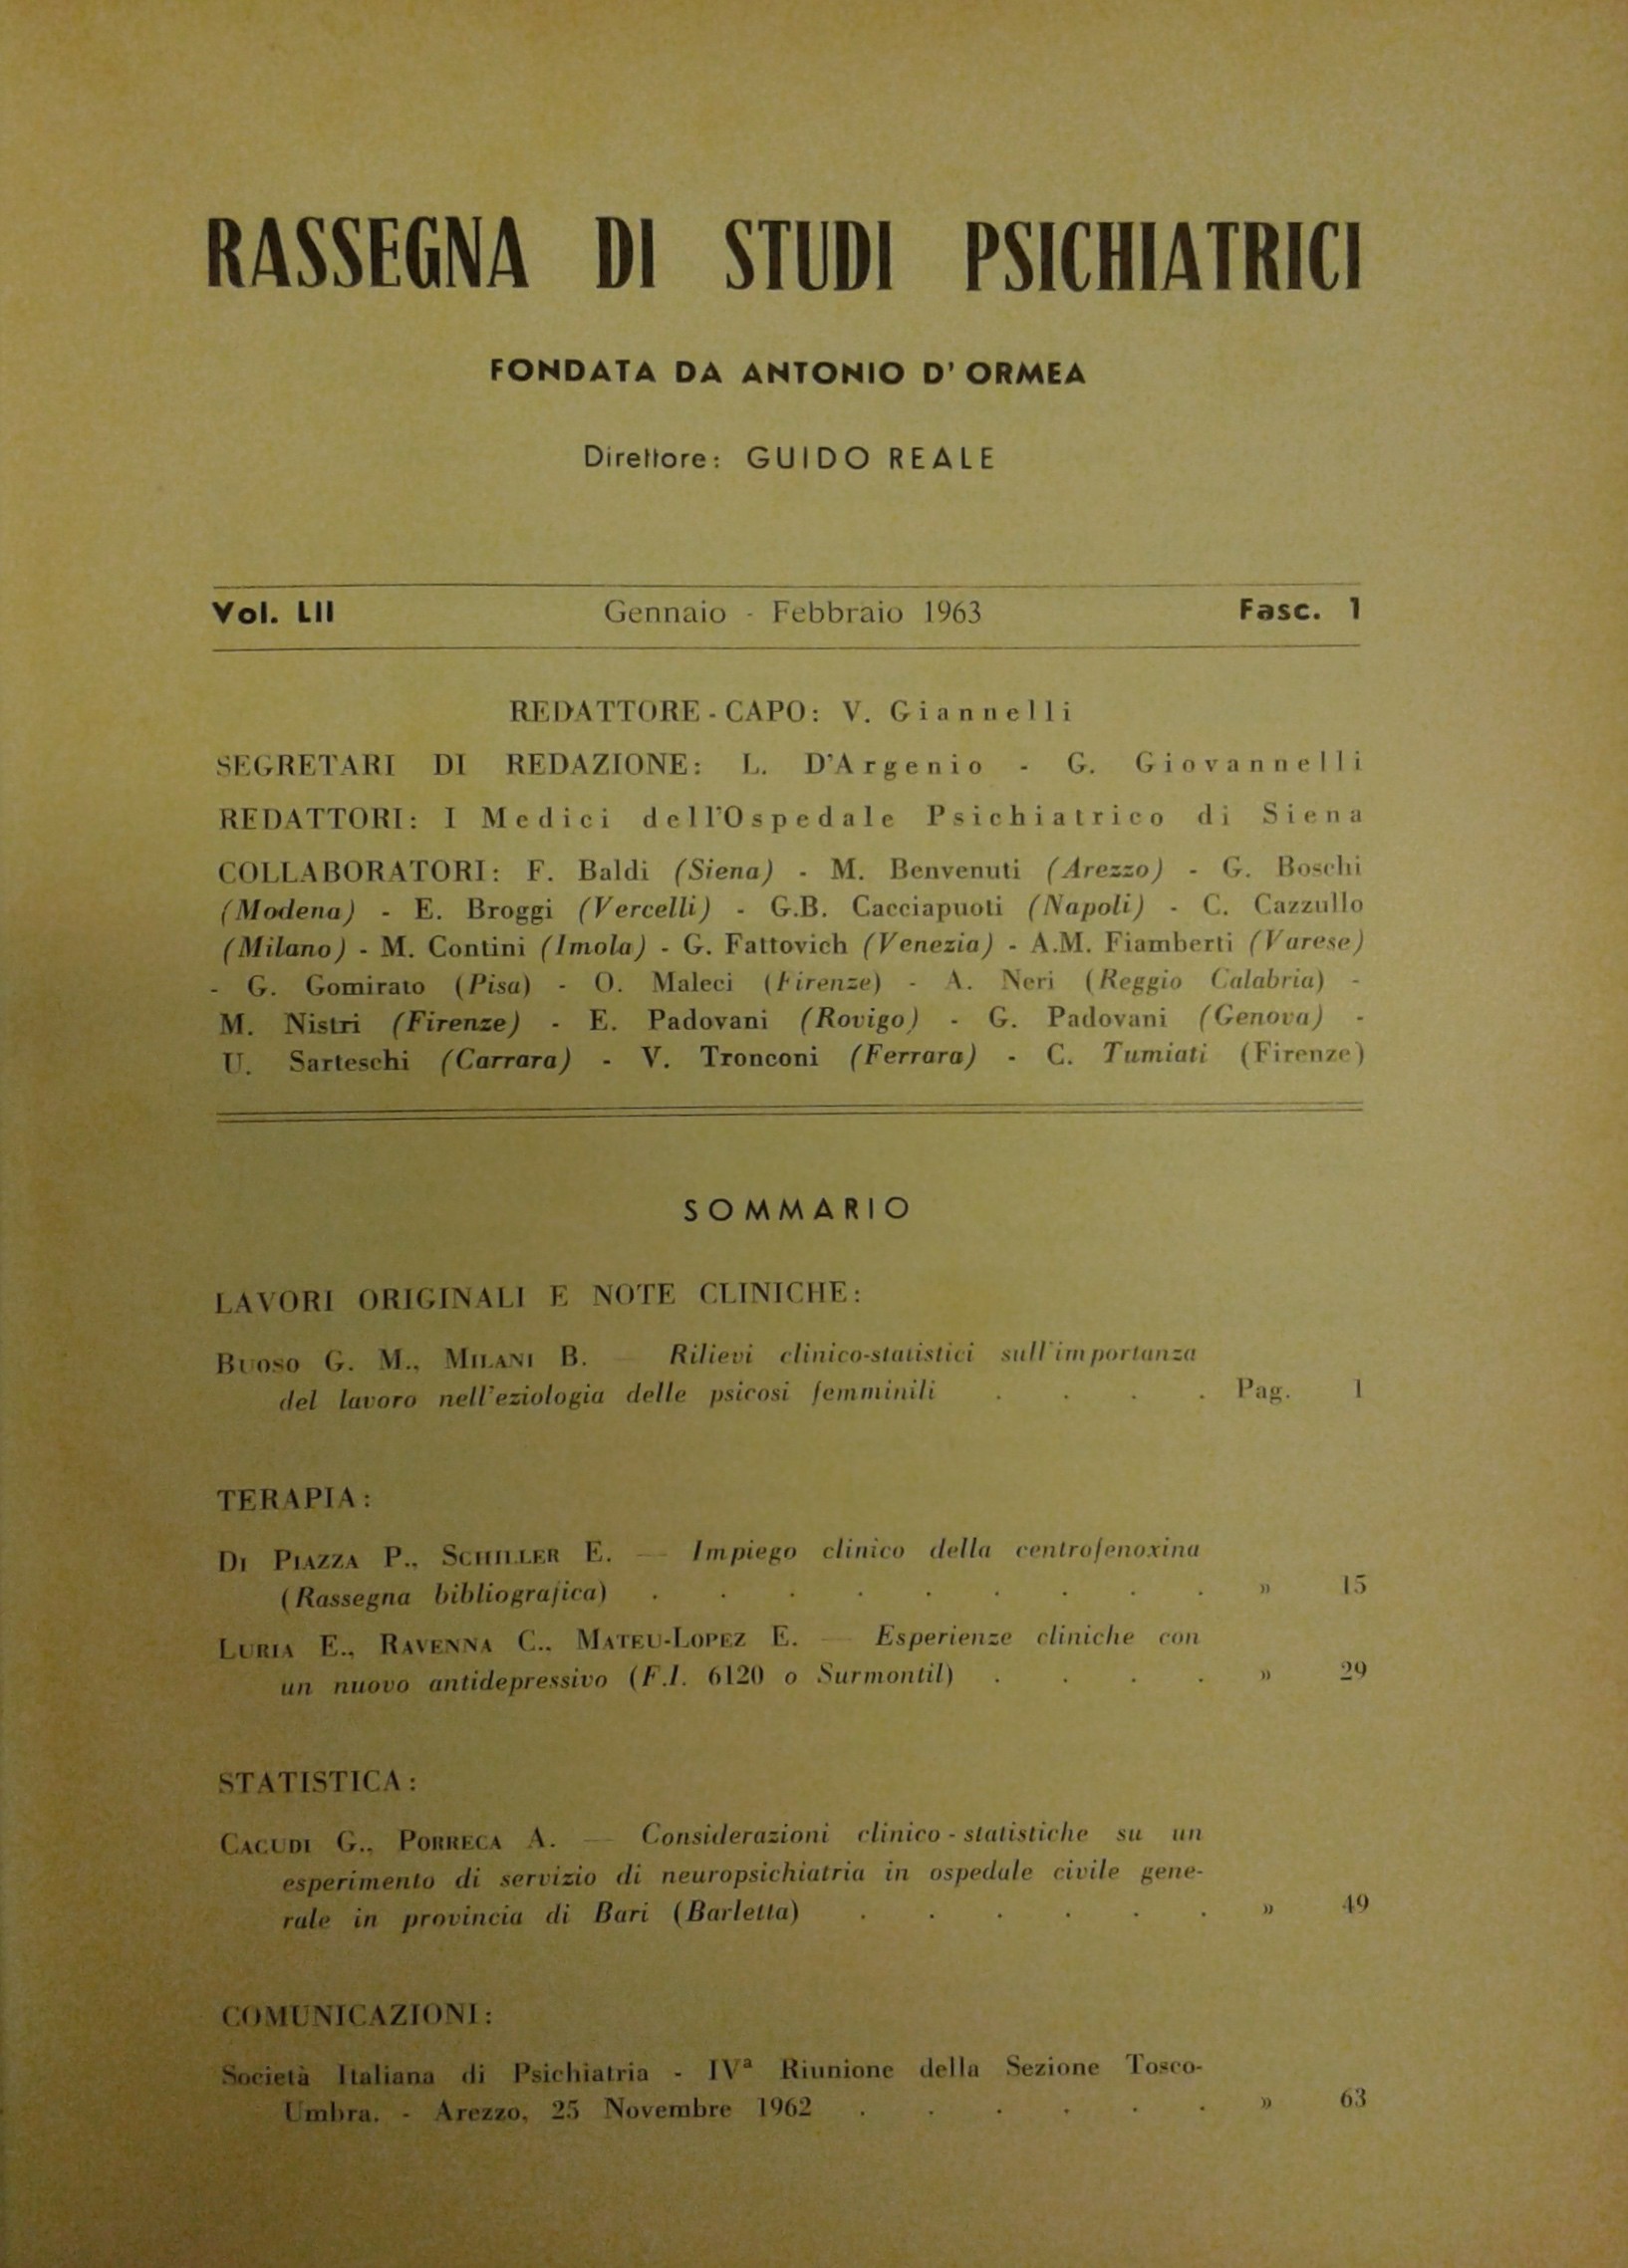 RASSEGNA DI STUDI PSICHIATRICI
FONDATA DA ANTONIO D' ORMEA
Direttore: GUIDO REALE
Vol. LII Gennaio - Febbraio 1963 Fasc. 1
REDATTORE - CAPO: V. Giannelli
SEGRETARI DI REDAZIONE: L. D'Argenio - G. Giovannelli
REDATTORI: I Medici dell'Ospedale Psichiatrico di Siena
COLLABORATORI: F. Baldi (Siena) - M. Benvenuti (Arezzo) - G. Boschi
(Modena) - E. Broggi (Vercelli) - G.B. Cacciapuoti (Napoli) - C. Cazzullo
(Milano) - M. Contini (Imola) - G. Fattovich (Venezia) - A.M. Fiamberti (Varese)
- G. Gomirato (Pisa) - O. Maleci (Firenze) - A. Neri (Reggio Calabria) -
M. Nistri (Firenze) - E. Padovani (Rovigo) - G. Padovani (Genova) -
U. Sarteschi (Carrara) - V. Tronconi (Ferrara) - C. Tumiati (Firenze)
SOMMARIO
LAVORI ORIGINALI E NOTE CLINICHE:
BUOSO G. M., MILANI B. — Rilievi clinico-statistici sull'importanza
del lavoro nell'eziologia delle psicosi femminili . . . . Pag. 1
TERAPIA:
DI PIAZZA P., SCHILLER E. — Impiego clinico della centrofenoxina
(Rassegna bibliografica) . . . . . . . . . » 15
LURIA E., RAVENNA C., MATEU-LOPEZ E. — Esperienze cliniche con
un nuovo antidepressivo (F.I. 6120 o Surmontil) . . . . » 29
STATISTICA:
CACUDI G., PORRECA A. — Considerazioni clinico - statistiche su un
esperimento di servizio di neuropsichiatria in ospedale civile gene-
rale in provincia di Bari (Barletta) . . . . . . » 49
COMUNICAZIONI:
Società Italiana di Psichiatria - IVª Riunione della Sezione Tosco-
Umbra. - Arezzo, 25 Novembre 1962 . . . . . . » 63